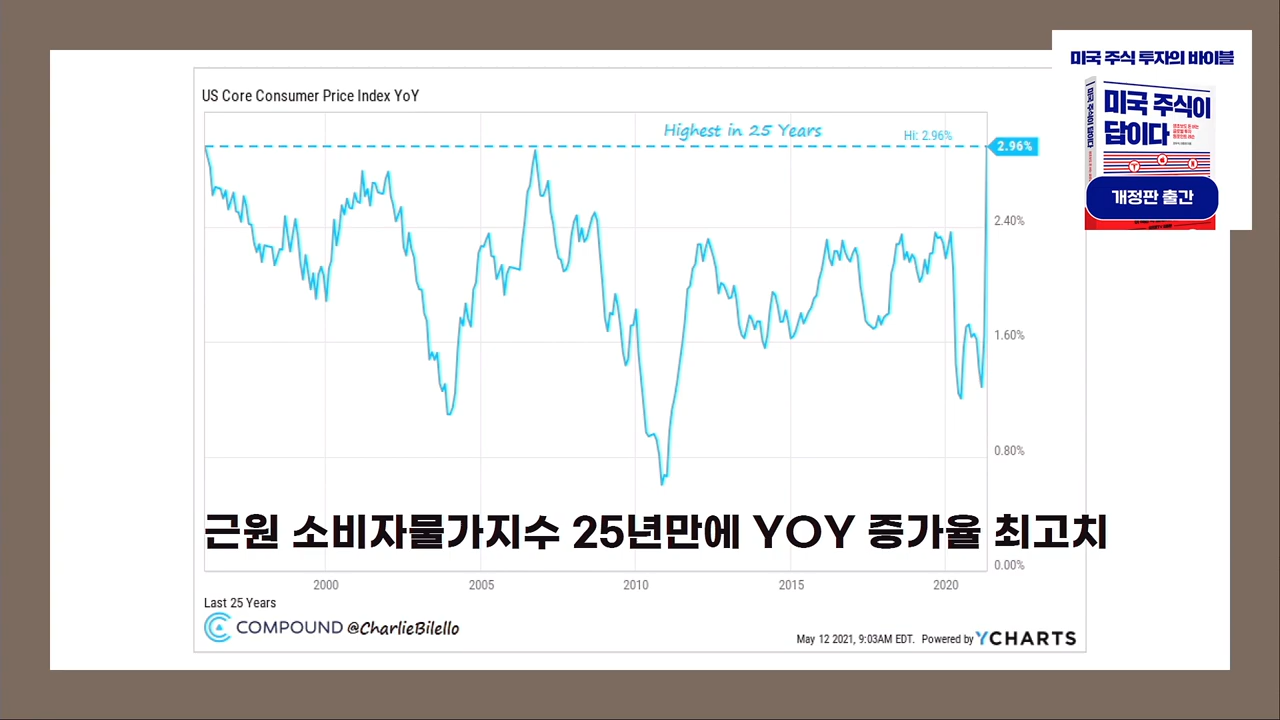 미국 주식 투자의 바이블
미국 주식이
답이다
개정판 출간
US Core Consumer Price Index YoY
Highest in 25 Years
Hi: 2.96%
2.96%
2.40%
1.60%
0.80%
근원 소비자물가지수 25년만에 YOY 증가율 최고치
0.00%
2000
2005
2010
2015
2020
Last 25 Years
COMPOUND @CharlieBilello
May 12 2021, 9:03AM EDT. Powered by YCHARTS